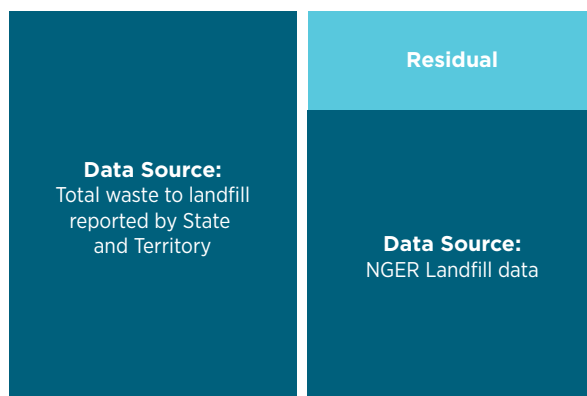 Data Source:
Total waste to landfill
reported by State
and Territory
Residual
Data Source:
NGER Landfill data